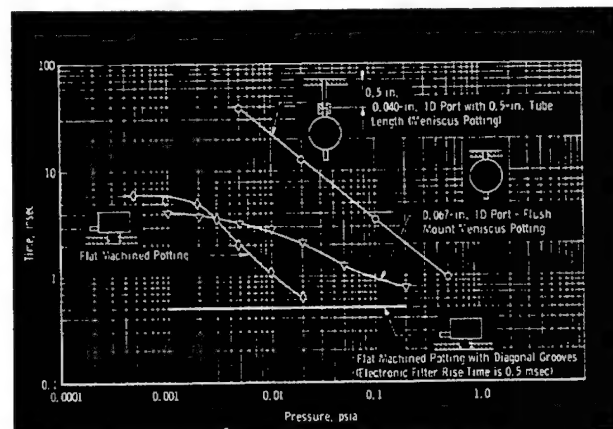 100
10
1
0.1
Time, msec
0.0001
0.001
0.01
0.1
1.0
Pressure, psia
0.5 in.
0.040-in. ID Port with 0.5-in. Tube
Length (Meniscus Potting)
0.067-in. ID Port - Flush
Mount Meniscus Potting
Flat Machined Potting
Flat Machined Potting with Diagonal Grooves
(Electronic Filter Rise Time is 0.5 msec)